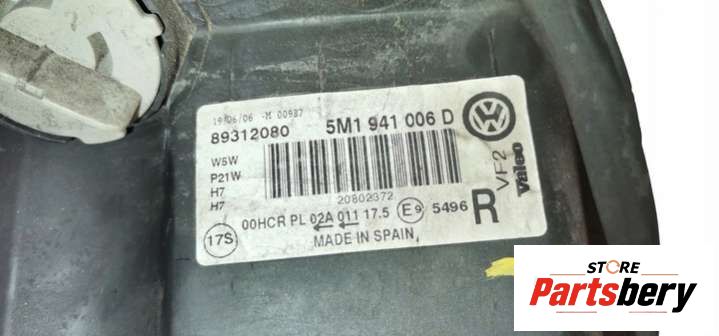 19/06/06 -M 00987
89312080 5M1 941 006 D
W5W
P21W
H7
H7
20802372
VF2
Valeo
17S
00HCR PL 02A 011 17.5 E9 5496 R
MADE IN SPAIN
STORE
Partsbery